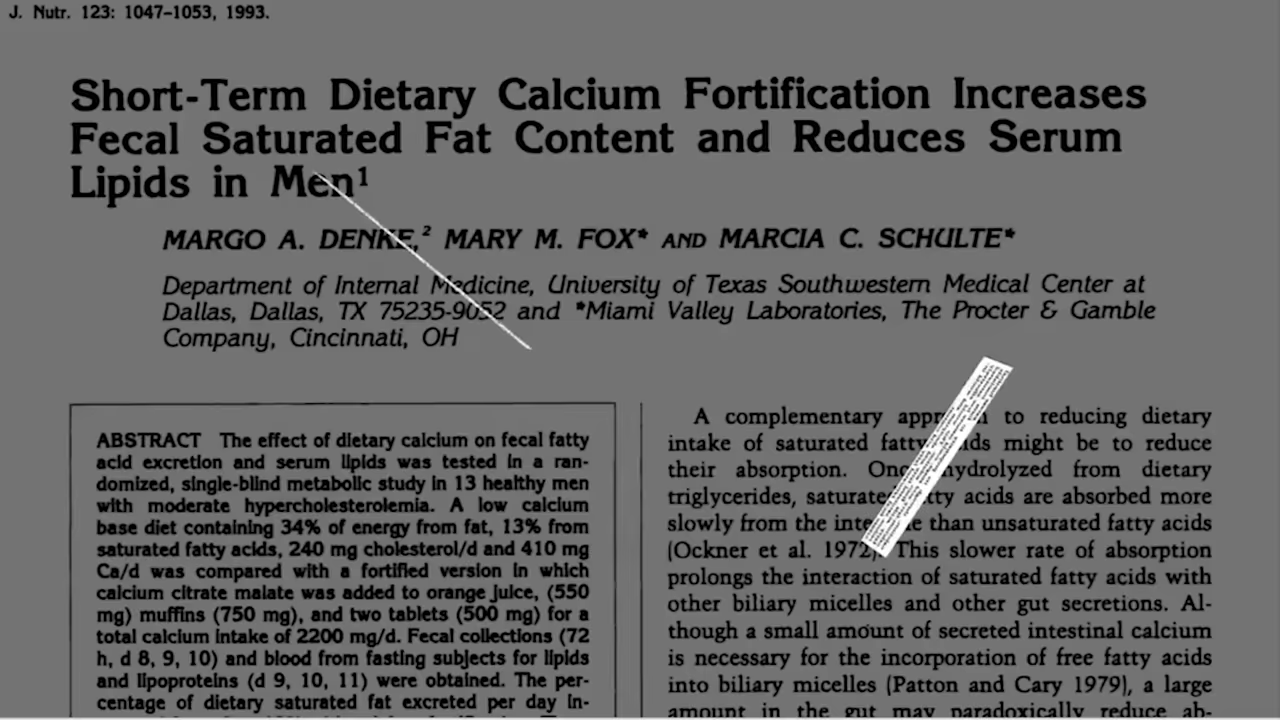 J. Nutr. 123: 1047–1053, 1993.
Short-Term Dietary Calcium Fortification Increases
Fecal Saturated Fat Content and Reduces Serum
Lipids in Men¹
MARGO A. DENKE,² MARY M. FOX* AND MARCIA C. SCHULTE*
Department of Internal Medicine, University of Texas Southwestern Medical Center at
Dallas, Dallas, TX 75235-9052 and *Miami Valley Laboratories, The Procter & Gamble
Company, Cincinnati, OH
ABSTRACT The effect of dietary calcium on fecal fatty
acid excretion and serum lipids was tested in a ran-
domized, single-blind metabolic study in 13 healthy men
with moderate hypercholesterolemia. A low calcium
base diet containing 34% of energy from fat, 13% from
saturated fatty acids, 240 mg cholesterol/d and 410 mg
Ca/d was compared with a fortified version in which
calcium citrate malate was added to orange juice, (550
mg) muffins (750 mg), and two tablets (500 mg) for a
total calcium intake of 2200 mg/d. Fecal collections (72
h, d 8, 9, 10) and blood from fasting subjects for lipids
and lipoproteins (d 9, 10, 11) were obtained. The per-
centage of dietary saturated fat excreted per day in-
A complementary to reducing dietary
intake of saturated might be to reduce
their absorption. hydrolyzed from dietary
triglycerides, acids are absorbed more
slowly from the than unsaturated fatty acids
(Ockner et al. 1972). This slower rate of absorption
prolongs the interaction of saturated fatty acids with
other biliary micelles and other gut secretions. Al-
though a small amount of secreted intestinal calcium
is necessary for the incorporation of free fatty acids
into biliary micelles (Patton and Cary 1979), a large
amount in the gut may paradoxically reduce ab-